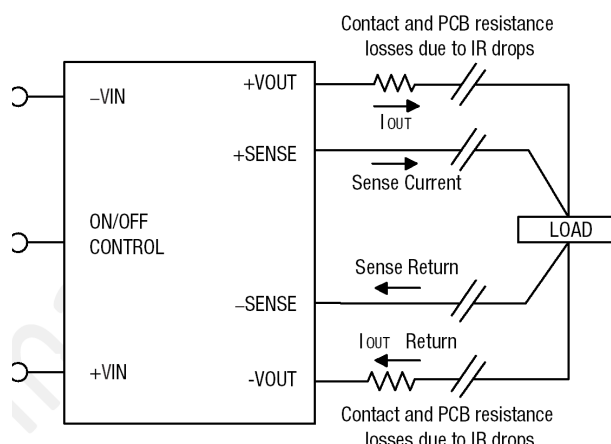 Contact and PCB resistance
losses due to IR drops
+VOUT
−VIN
IOUT
+SENSE
Sense Current
ON/OFF
CONTROL
LOAD
Sense Return
−SENSE
IOUT Return
+VIN
-VOUT
Contact and PCB resistance
losses due to IR drops